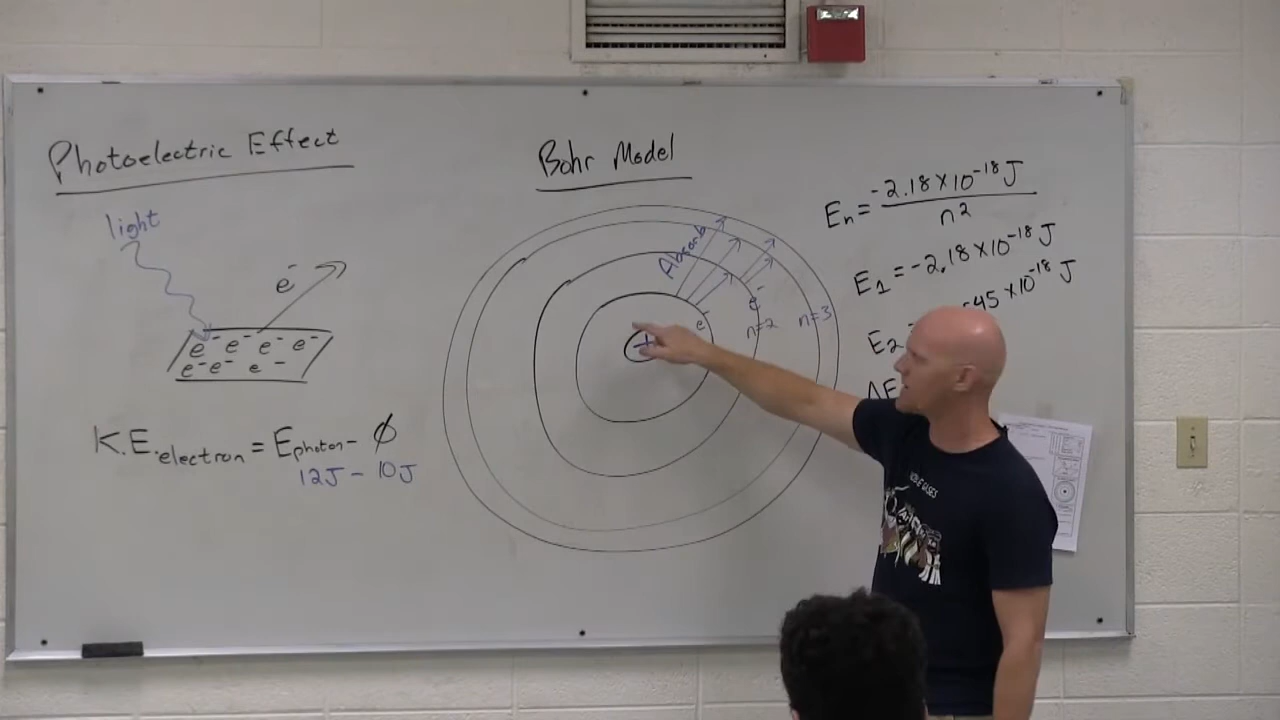 Photoelectric Effect
light
e⁻
e⁻ e⁻ e⁻ e⁻
e⁻ e⁻ e⁻ e⁻
K.E.electron = Ephoton - ϕ
12J - 10J
Bohr Model
Absorb
e⁻
e⁻
n=2
n=3
+
En = -2.18 × 10⁻¹⁸ J
n²
E1 = -2.18 × 10⁻¹⁸ J
E2 = 45 × 10⁻¹⁸ J
ΔE